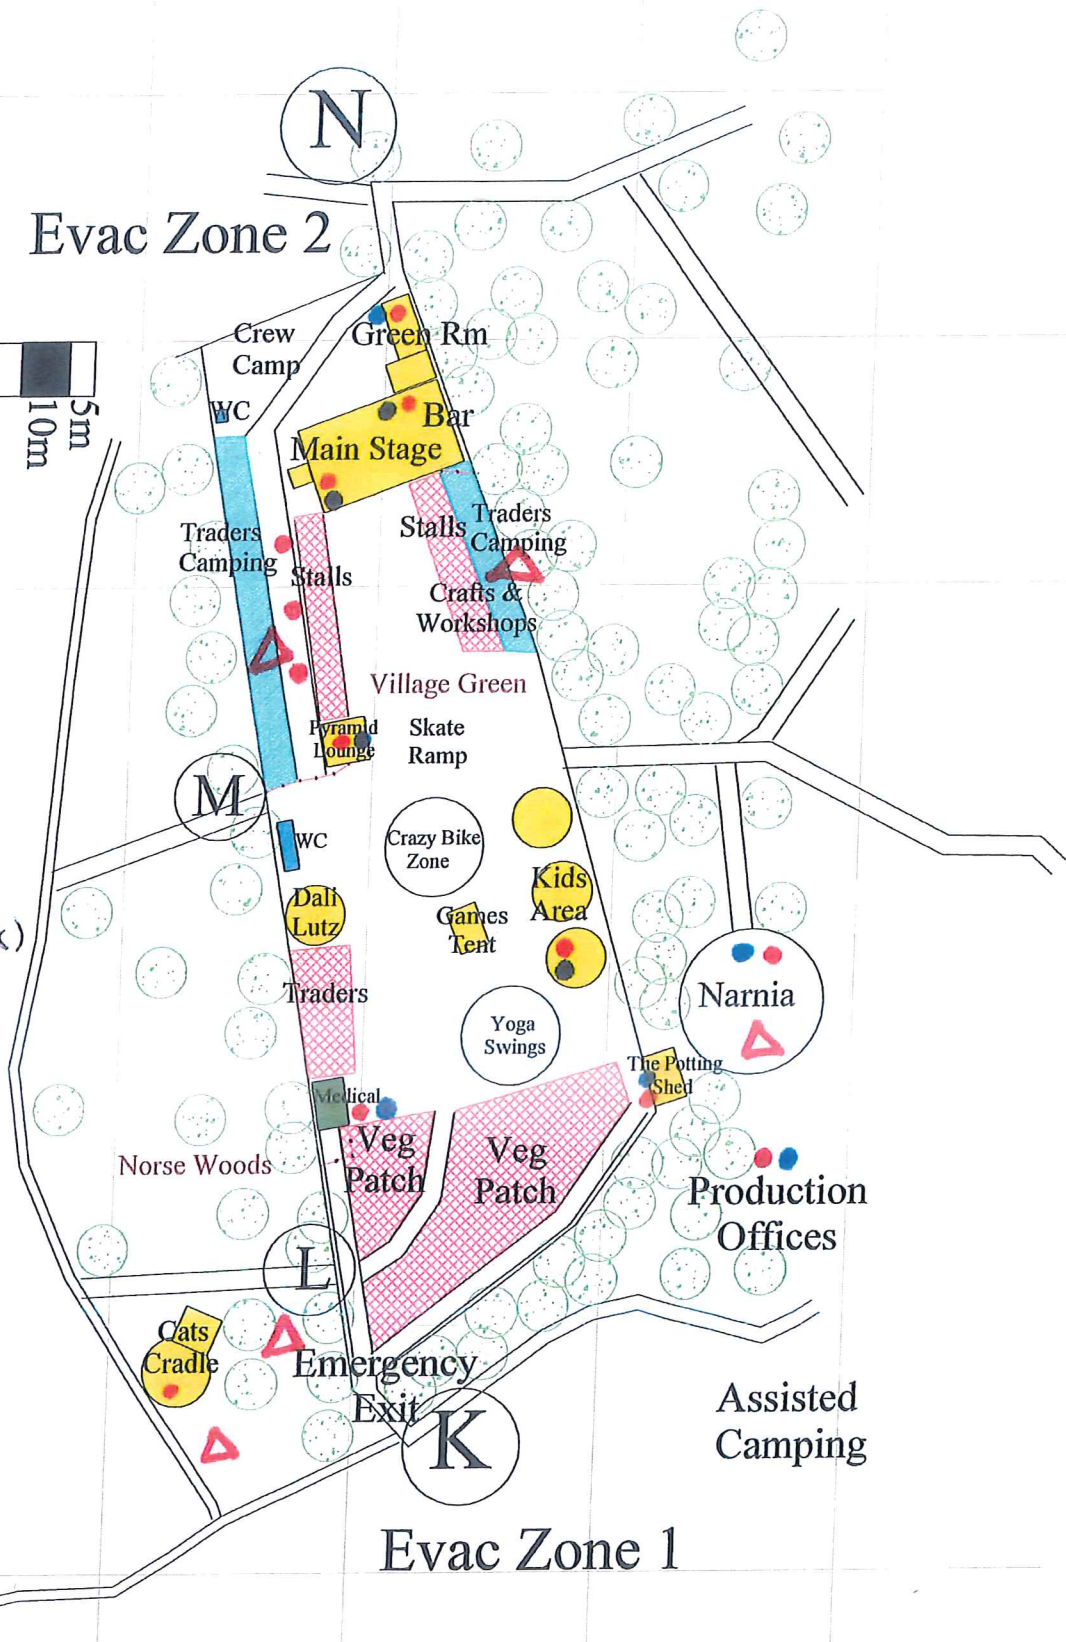 N
Evac Zone 2
Crew
Camp
Green Rm
WC
5m
10m
Bar
Main Stage
Traders
Camping
Stalls
Stalls
Traders
Camping
Crafts &
Workshops
Village Green
Pyramid
Lounge
Skate
Ramp
M
WC
Crazy Bike
Zone
Dali
Lutz
Games
Tent
Kids
Area
Traders
Narnia
Yoga
Swings
The Potting
Shed
Medical
Veg
Patch
Veg
Patch
Norse Woods
Production
Offices
L
Cats
Cradle
Emergency
Exit
K
Assisted
Camping
Evac Zone 1